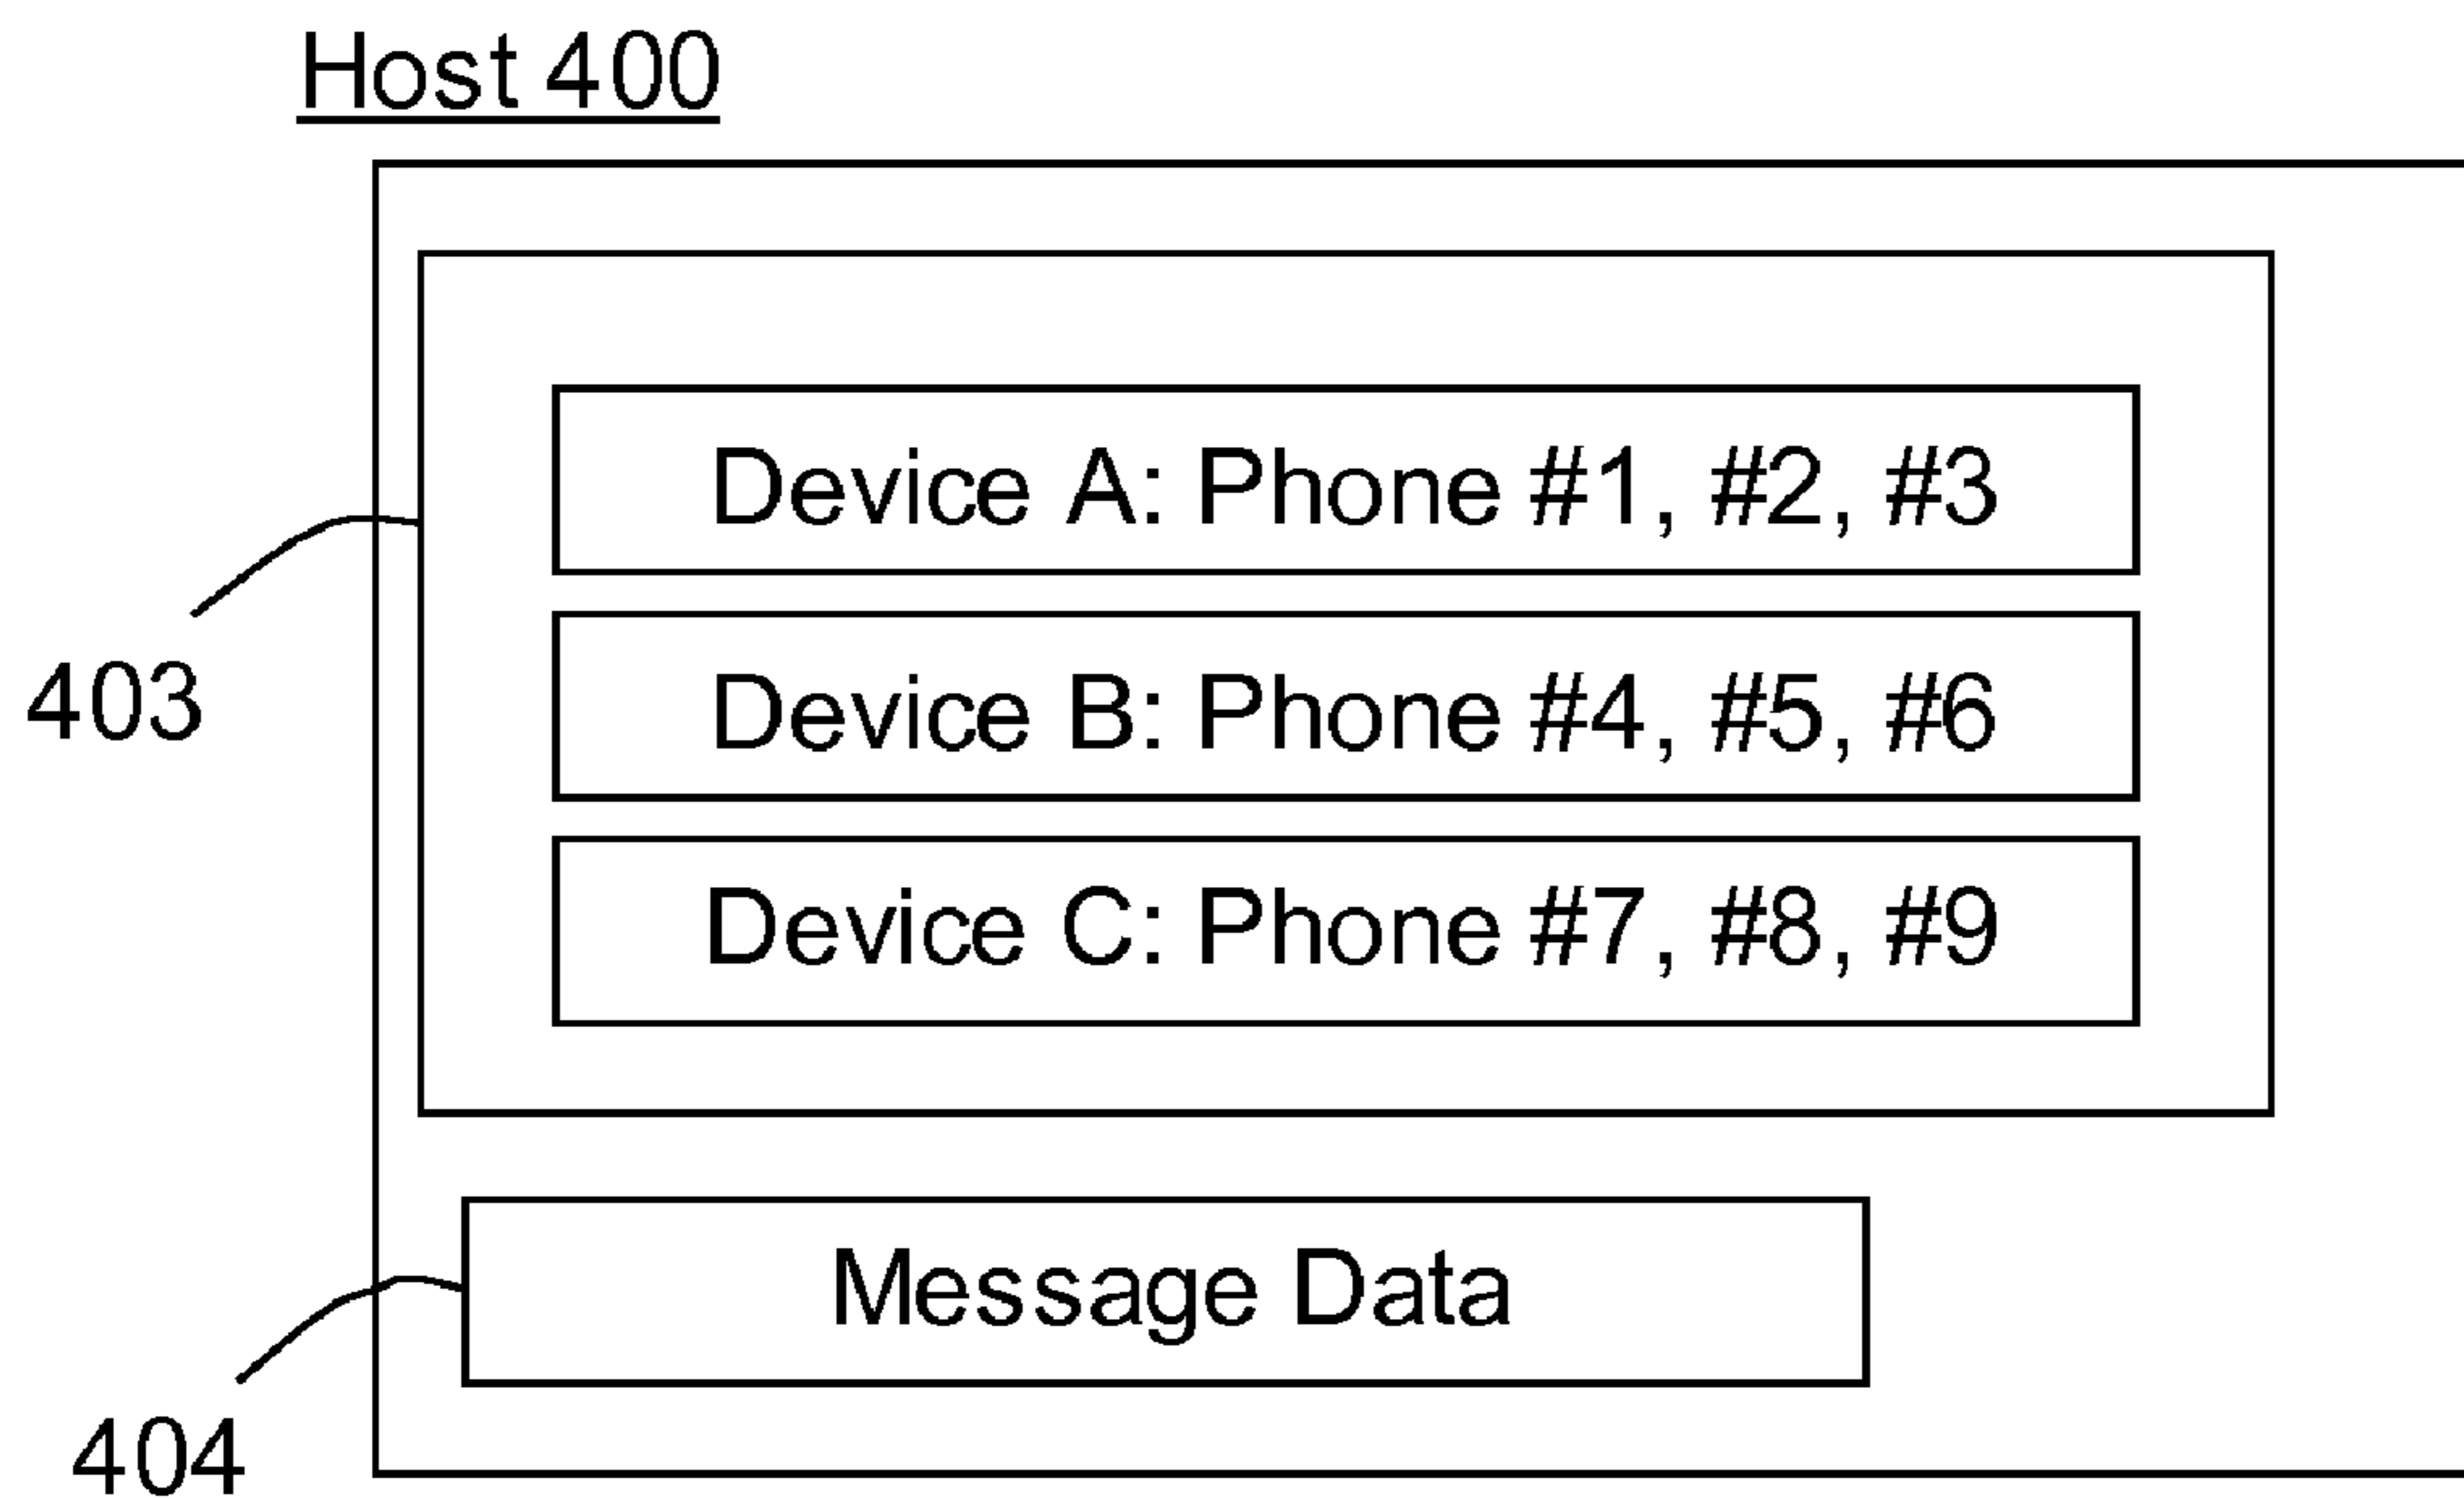 Host 400
Device A: Phone #1, #2, #3
403
Device B: Phone #4, #5, #6
Device C: Phone #7, #8, #9
Message Data
404